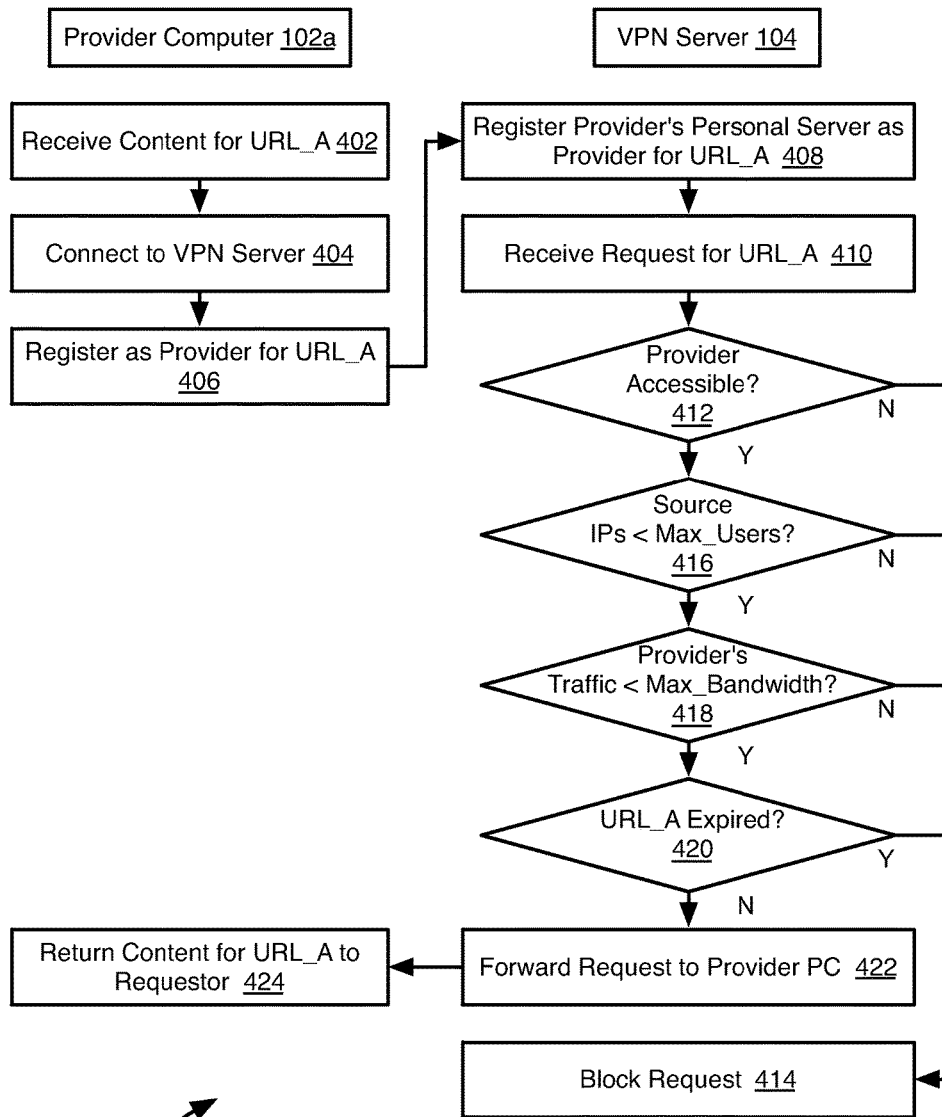 Provider Computer 102a
VPN Server 104
Receive Content for URL_A 402
Connect to VPN Server 404
Register as Provider for URL_A
406
Register Provider's Personal Server as
Provider for URL_A 408
Receive Request for URL_A 410
Provider
Accessible?
412
N
Y
Source
IPs < Max_Users?
416
N
Y
Provider's
Traffic < Max_Bandwidth?
418
N
Y
URL_A Expired?
420
Y
N
Forward Request to Provider PC 422
Return Content for URL_A to
Requestor 424
Block Request 414